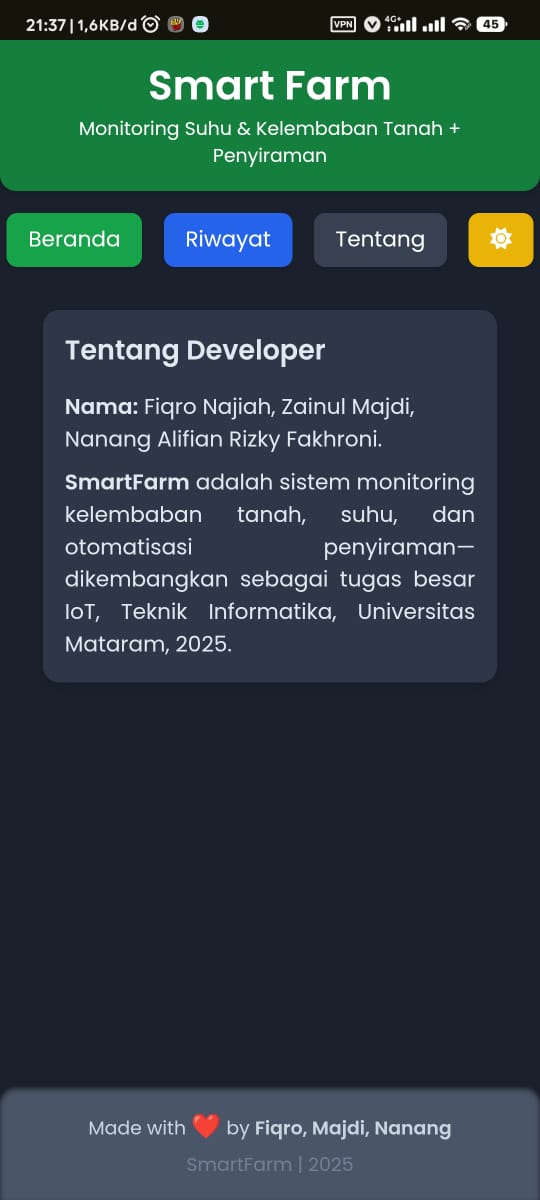 21:37 | 1,6KB/d
VPN 4G+ 45
Smart Farm
Monitoring Suhu & Kelembaban Tanah +
Penyiraman
Beranda Riwayat Tentang
Tentang Developer
Nama: Fiqro Najiah, Zainul Majdi,
Nanang Alifian Rizky Fakhroni.
SmartFarm adalah sistem monitoring
kelembaban tanah, suhu, dan
otomatisasi penyiraman—
dikembangkan sebagai tugas besar
IoT, Teknik Informatika, Universitas
Mataram, 2025.
Made with ❤️ by Fiqro, Majdi, Nanang
SmartFarm | 2025